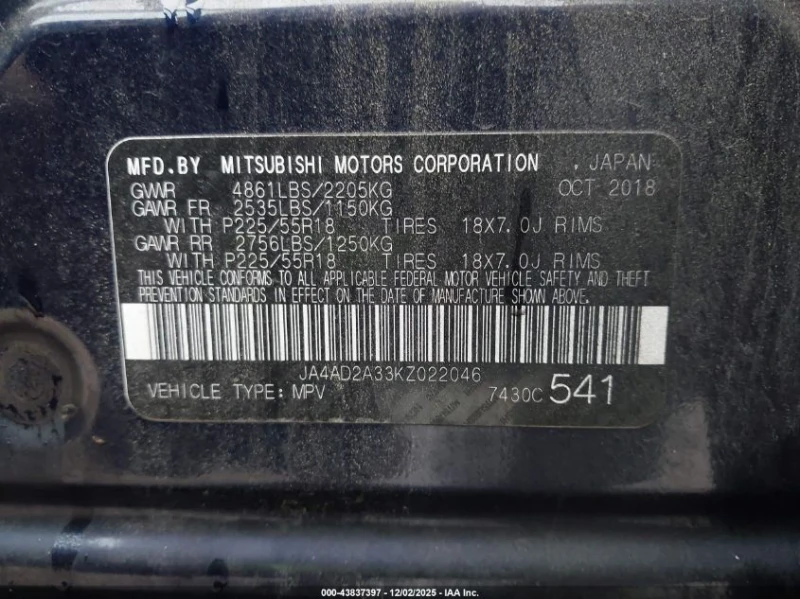 MFD.BY MITSUBISHI MOTORS CORPORATION , JAPAN
GVWR 4861LBS/2205KG OCT 2018
GAWR FR 2535LBS/1150KG
WITH P225/55R18 TIRES 18X7.0J RIMS
GAWR RR 2756LBS/1250KG
WITH P225/55R18 TIRES 18X7.0J RIMS
THIS VEHICLE CONFORMS TO ALL APPLICABLE FEDERAL MOTOR VEHICLE SAFETY AND THEFT
PREVENTION STANDARDS IN EFFECT ON THE DATE OF MANUFACTURE SHOWN ABOVE.
JA4AD2A33KZ022046
VEHICLE TYPE: MPV 7430C 541
000-43837397 - 12/02/2025 - IAA Inc.